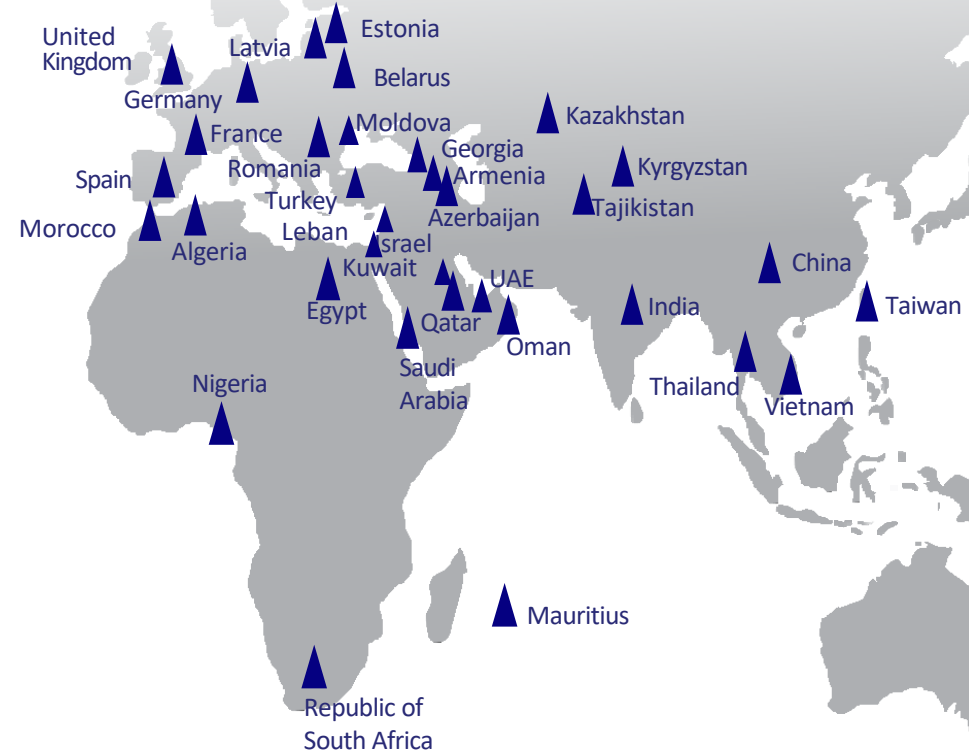 Estonia
United
Kingdom
Latvia
Belarus
Germany
Kazakhstan
Moldova
France
Georgia
Romania
Kyrgyzstan
Armenia
Spain
Turkey
Tajikistan
Azerbaijan
Morocco
Leban
Israel
Algeria
China
Kuwait
UAE
Egypt
India
Taiwan
Qatar
Oman
Saudi
Arabia
Nigeria
Thailand
Vietnam
Mauritius
Republic of
South Africa